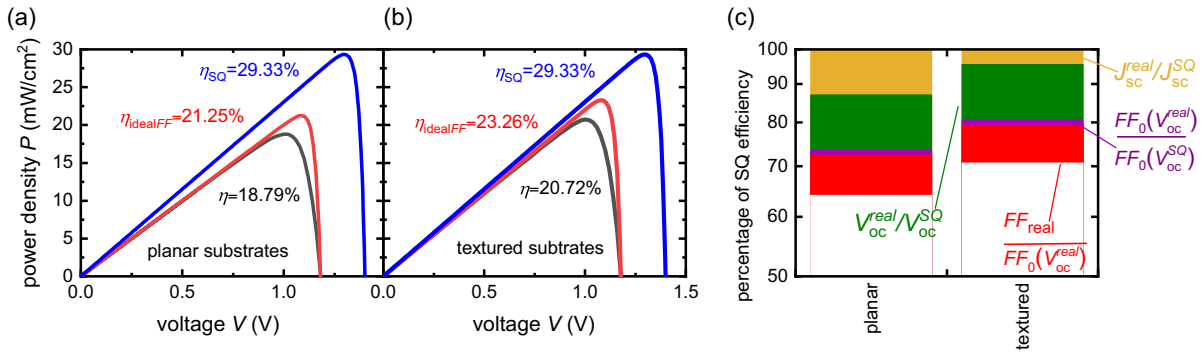 (a)
power density P (mW/cm²)
30
25
20
15
10
5
0
η_SQ=29.33%
η_idealFF=21.25%
η=18.79%
planar substrates
0.0 0.5 1.0
voltage V (V)
(b)
η_SQ=29.33%
η_idealFF=23.26%
η=20.72%
textured subtrates
0.0 0.5 1.0 1.5
voltage V (V)
(c)
percentage of SQ efficiency
100
90
80
70
60
50
J_sc^real/J_sc^SQ
FF₀(V_oc^real)
FF₀(V_oc^SQ)
V_oc^real/V_oc^SQ
FF_real
FF₀(V_oc^real)
planar
textured